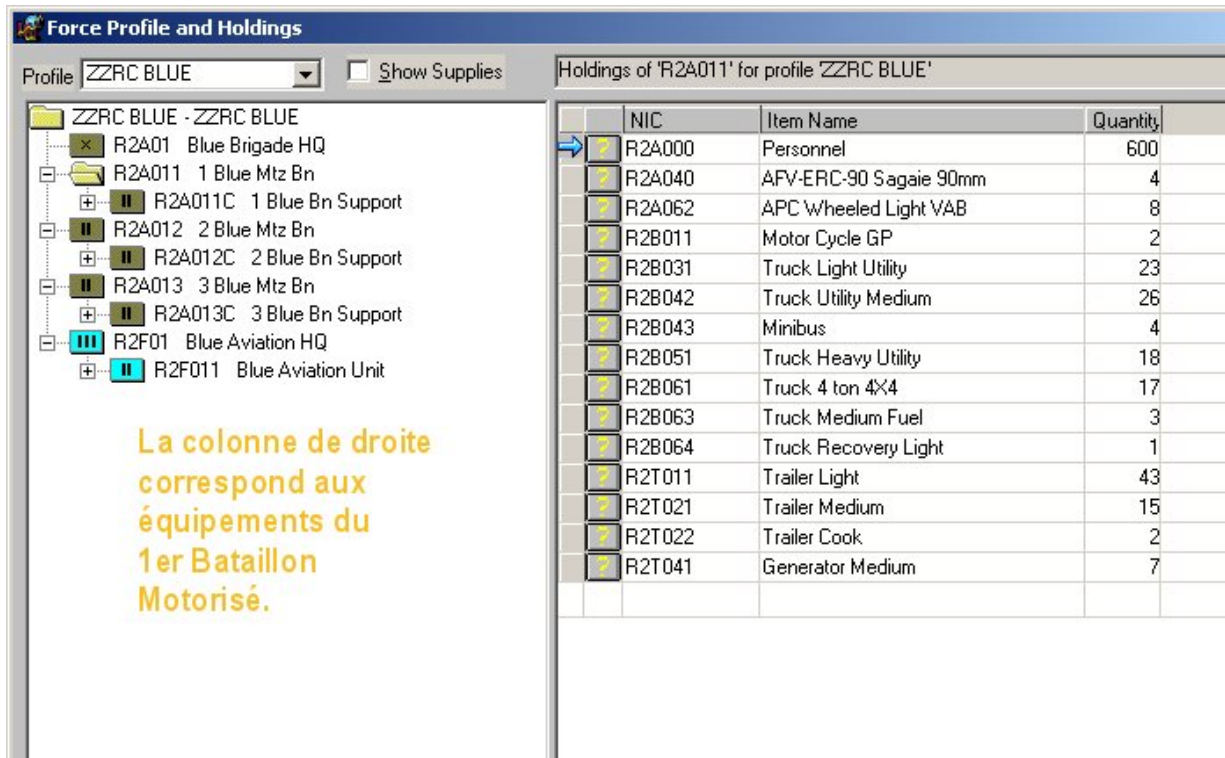 Force Profile and Holdings
Profile ZZRC BLUE Show Supplies
Holdings of 'R2A011' for profile 'ZZRC BLUE'
ZZRC BLUE - ZZRC BLUE
R2A01 Blue Brigade HQ
R2A011 1 Blue Mtz Bn
R2A011C 1 Blue Bn Support
R2A012 2 Blue Mtz Bn
R2A012C 2 Blue Bn Support
R2A013 3 Blue Mtz Bn
R2A013C 3 Blue Bn Support
R2F01 Blue Aviation HQ
R2F011 Blue Aviation Unit
La colonne de droite
correspond aux
équipements du
1er Bataillon
Motorisé.
NIC Item Name Quantity
R2A000 Personnel 600
R2A040 AFV-ERC-90 Sagaie 90mm 4
R2A062 APC Wheeled Light VAB 8
R2B011 Motor Cycle GP 2
R2B031 Truck Light Utility 23
R2B042 Truck Utility Medium 26
R2B043 Minibus 4
R2B051 Truck Heavy Utility 18
R2B061 Truck 4 ton 4X4 17
R2B063 Truck Medium Fuel 3
R2B064 Truck Recovery Light 1
R2T011 Trailer Light 43
R2T021 Trailer Medium 15
R2T022 Trailer Cook 2
R2T041 Generator Medium 7